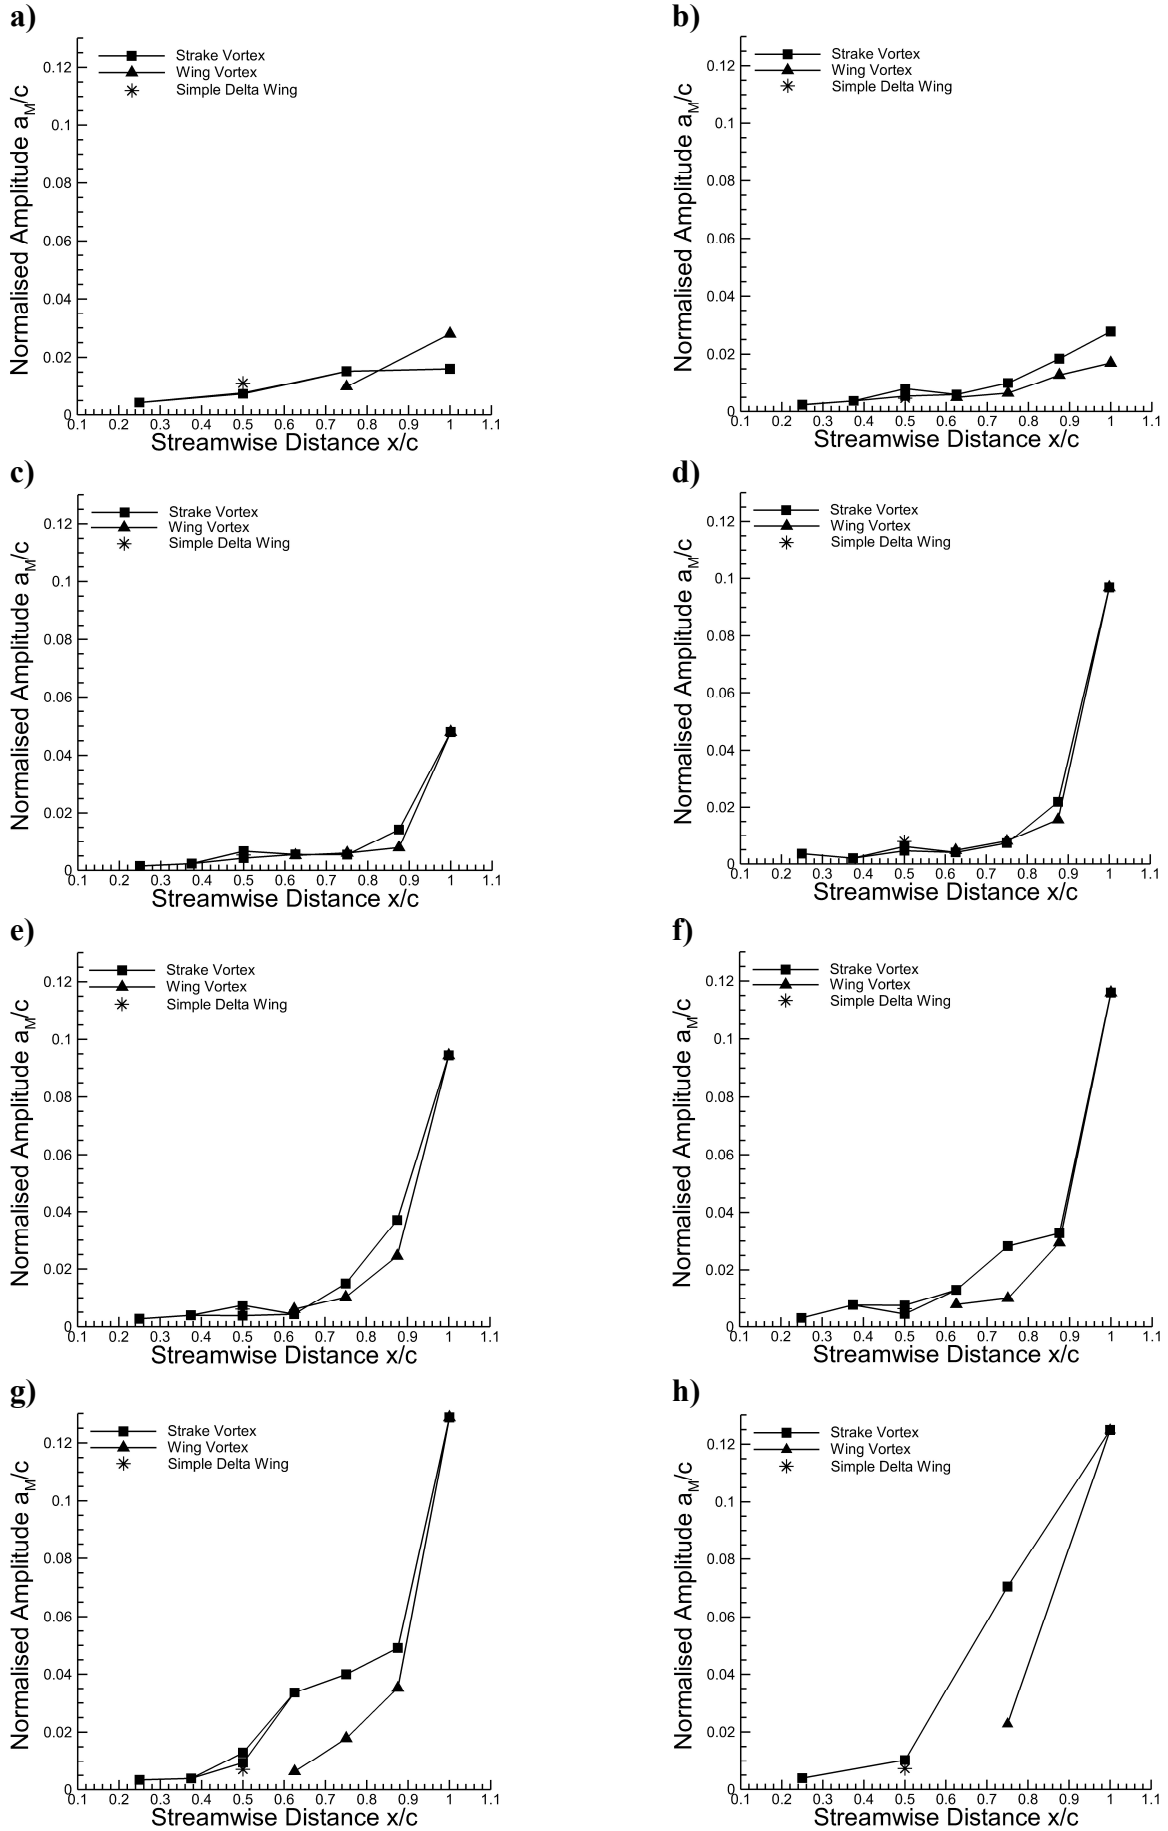 a)
Normalised Amplitude aM/c
0.12
0.1
0.08
0.06
0.04
0.02
0
Strake Vortex
Wing Vortex
Simple Delta Wing
0.1 0.2 0.3 0.4 0.5 0.6 0.7 0.8 0.9 1 1.1
Streamwise Distance x/c
b)
Normalised Amplitude aM/c
0.12
0.1
0.08
0.06
0.04
0.02
0
Strake Vortex
Wing Vortex
Simple Delta Wing
0.1 0.2 0.3 0.4 0.5 0.6 0.7 0.8 0.9 1 1.1
Streamwise Distance x/c
c)
Normalised Amplitude aM/c
0.12
0.1
0.08
0.06
0.04
0.02
0
Strake Vortex
Wing Vortex
Simple Delta Wing
0.1 0.2 0.3 0.4 0.5 0.6 0.7 0.8 0.9 1 1.1
Streamwise Distance x/c
d)
Normalised Amplitude aM/c
0.12
0.1
0.08
0.06
0.04
0.02
0
Strake Vortex
Wing Vortex
Simple Delta Wing
0.1 0.2 0.3 0.4 0.5 0.6 0.7 0.8 0.9 1 1.1
Streamwise Distance x/c
e)
Normalised Amplitude aM/c
0.12
0.1
0.08
0.06
0.04
0.02
0
Strake Vortex
Wing Vortex
Simple Delta Wing
0.1 0.2 0.3 0.4 0.5 0.6 0.7 0.8 0.9 1 1.1
Streamwise Distance x/c
f)
Normalised Amplitude aM/c
0.12
0.1
0.08
0.06
0.04
0.02
0
Strake Vortex
Wing Vortex
Simple Delta Wing
0.1 0.2 0.3 0.4 0.5 0.6 0.7 0.8 0.9 1 1.1
Streamwise Distance x/c
g)
Normalised Amplitude aM/c
0.12
0.1
0.08
0.06
0.04
0.02
0
Strake Vortex
Wing Vortex
Simple Delta Wing
0.1 0.2 0.3 0.4 0.5 0.6 0.7 0.8 0.9 1 1.1
Streamwise Distance x/c
h)
Normalised Amplitude aM/c
0.12
0.1
0.08
0.06
0.04
0.02
0
Strake Vortex
Wing Vortex
Simple Delta Wing
0.1 0.2 0.3 0.4 0.5 0.6 0.7 0.8 0.9 1 1.1
Streamwise Distance x/c